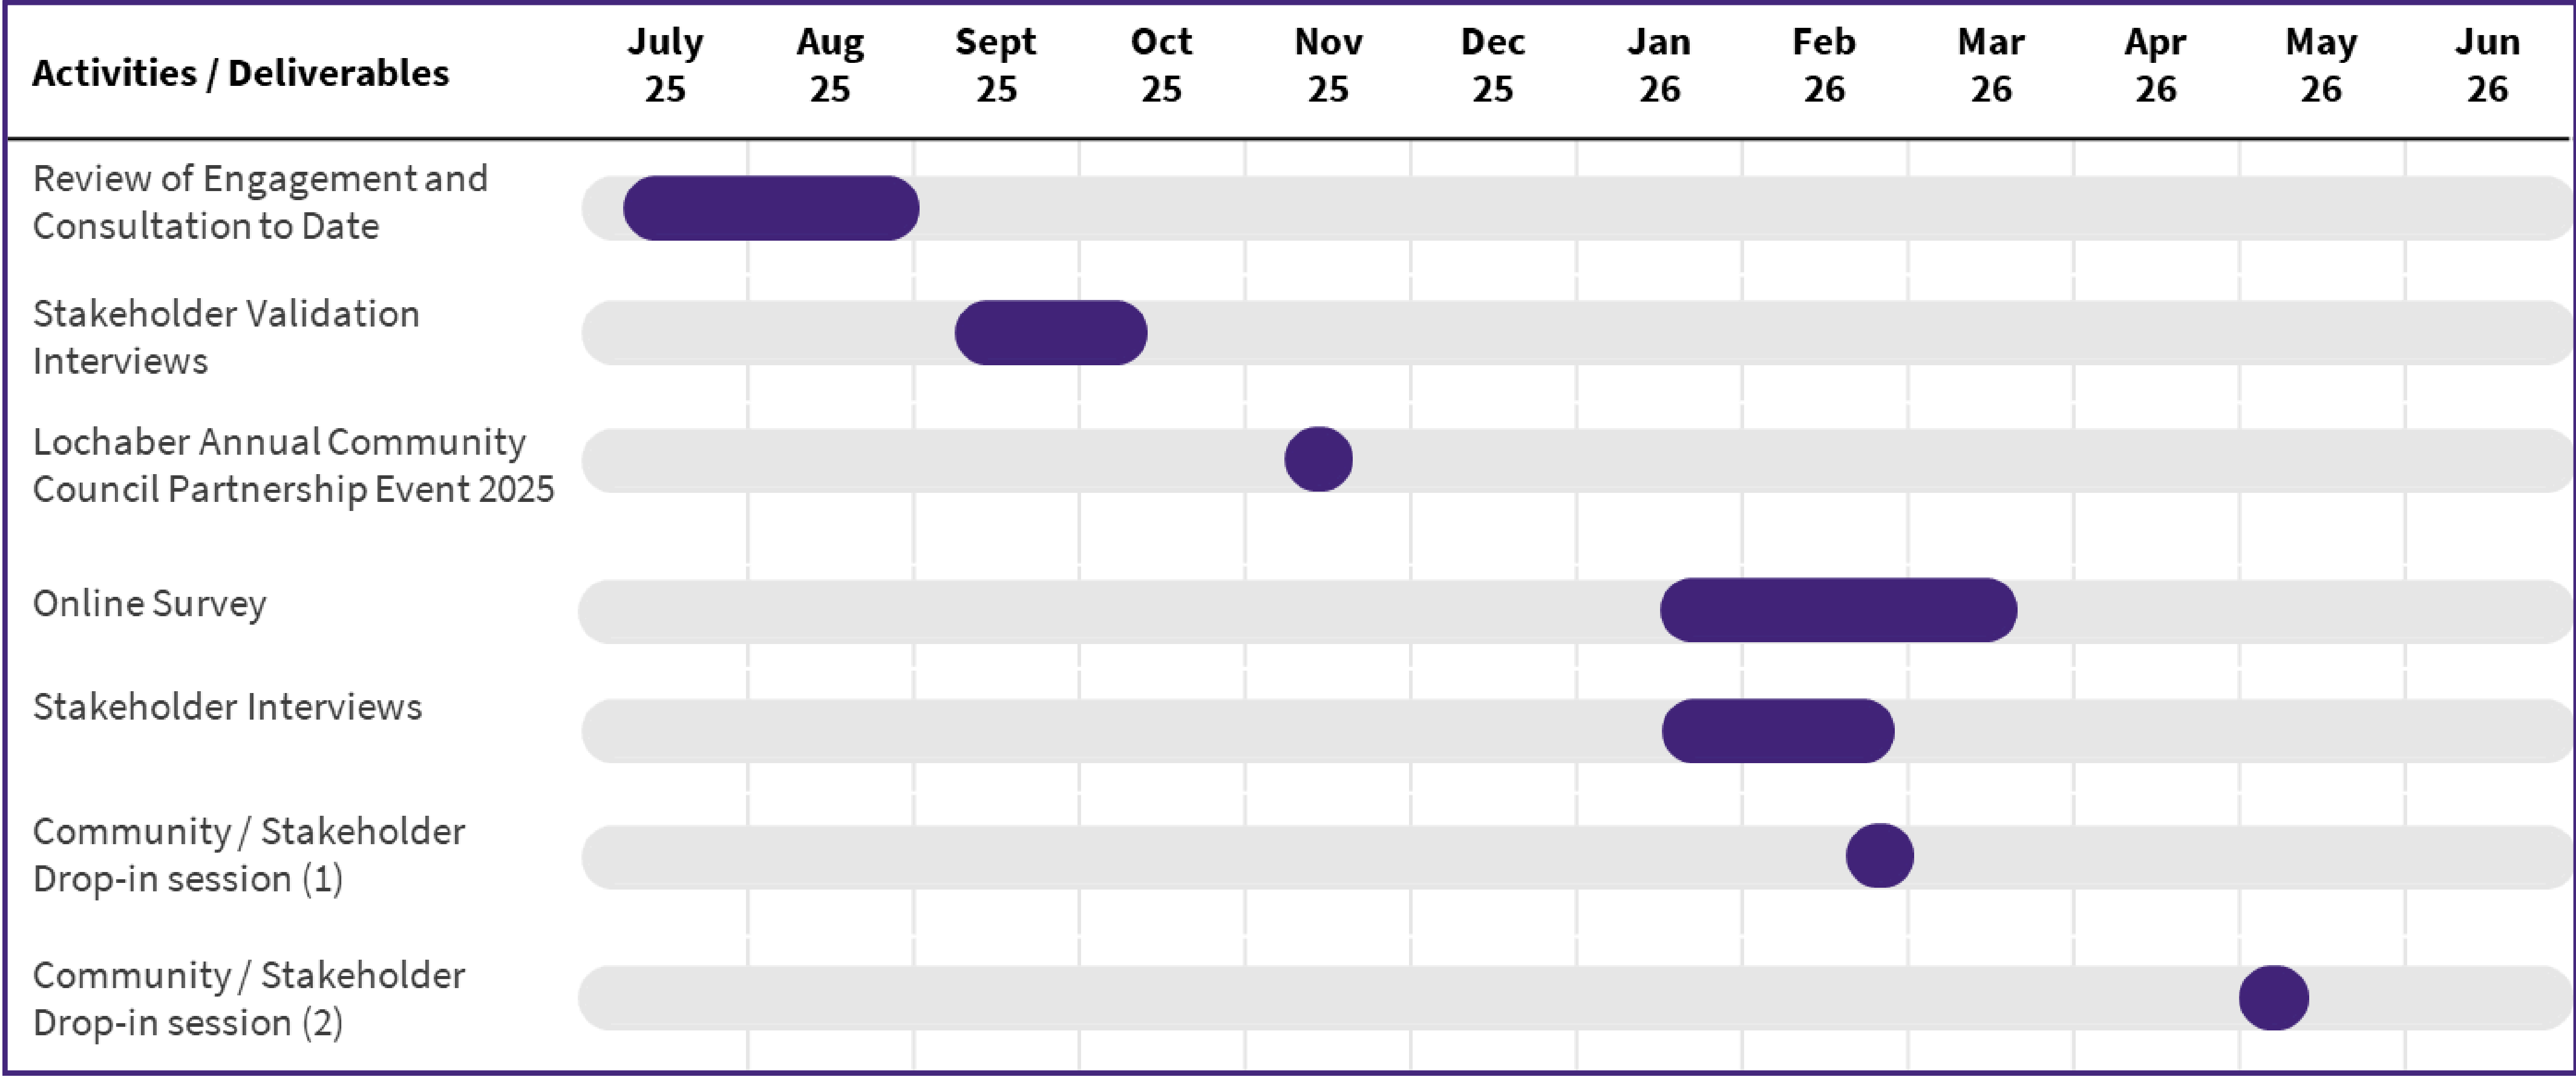 Activities / Deliverables
July Aug Sept Oct Nov Dec Jan Feb Mar Apr May Jun
25 25 25 25 25 25 26 26 26 26 26 26
Review of Engagement and
Consultation to Date
Stakeholder Validation
Interviews
Lochaber Annual Community
Council Partnership Event 2025
Online Survey
Stakeholder Interviews
Community / Stakeholder
Drop-in session (1)
Community / Stakeholder
Drop-in session (2)